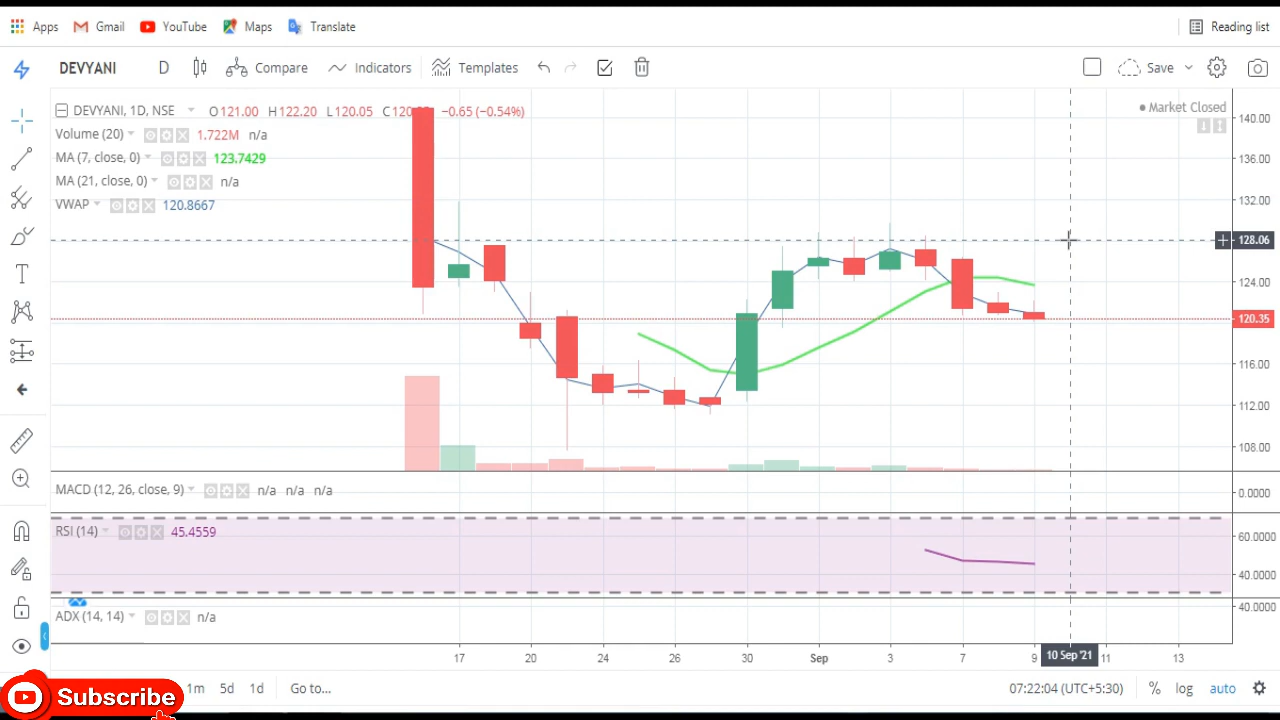 Apps Gmail YouTube Maps Translate Reading list
DEVYANI D Compare Indicators Templates Save
DEVYANI, 1D, NSE O121.00 H122.20 L120.05 −0.65 (−0.54%)
Market Closed
Volume (20) 1.722M n/a
MA (7, close, 0) 123.7429
MA (21, close, 0) n/a
VWAP 120.8667
140.00
136.00
132.00
128.06
124.00
120.35
116.00
112.00
108.00
MACD (12, 26, close, 9) n/a n/a n/a
0.0000
RSI (14) 45.4559
60.0000
40.0000
ADX (14, 14) n/a
40.0000
17 20 24 26 30 Sep 3 7 9 10 Sep '21 11 13
Subscribe
1m 5d 1d Go to... 07:22:04 (UTC+5:30) % log auto